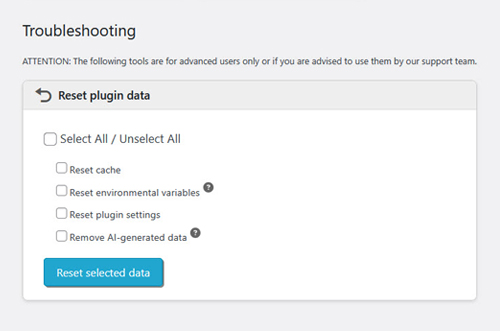 Troubleshooting
ATTENTION: The following tools are for advanced users only or if you are advised to use them by our support team.
Reset plugin data
Select All / Unselect All
Reset cache
Reset environmental variables ?
Reset plugin settings
Remove AI-generated data ?
Reset selected data